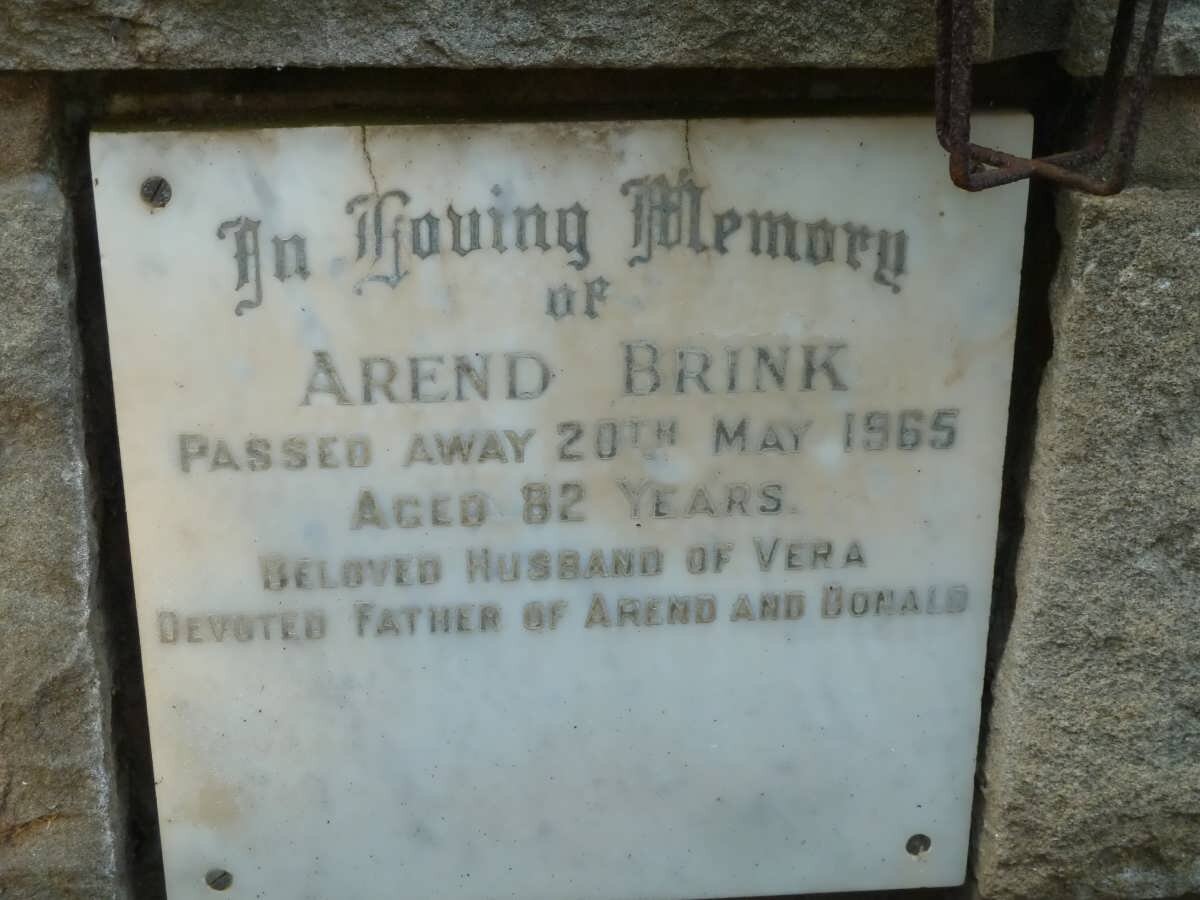 In Loving Memory
of
AREND BRINK
PASSED AWAY 20TH MAY 1965
AGED 82 YEARS.
BELOVED HUSBAND OF VERA
DEVOTED FATHER OF AREND AND DONALD